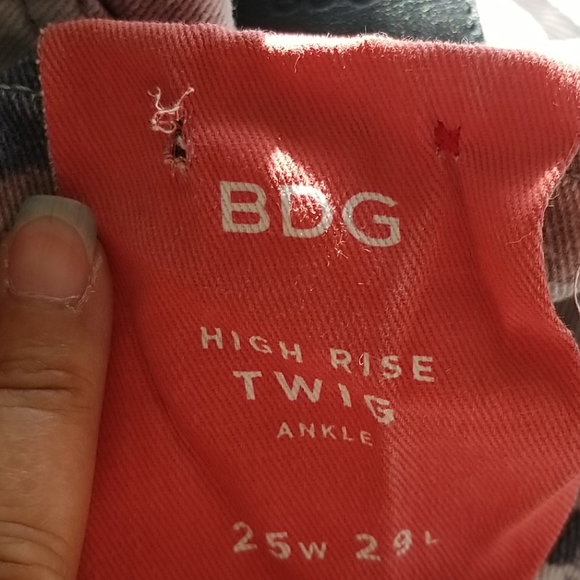 BDG
HIGH RISE
TWIG
ANKLE
25W 29L